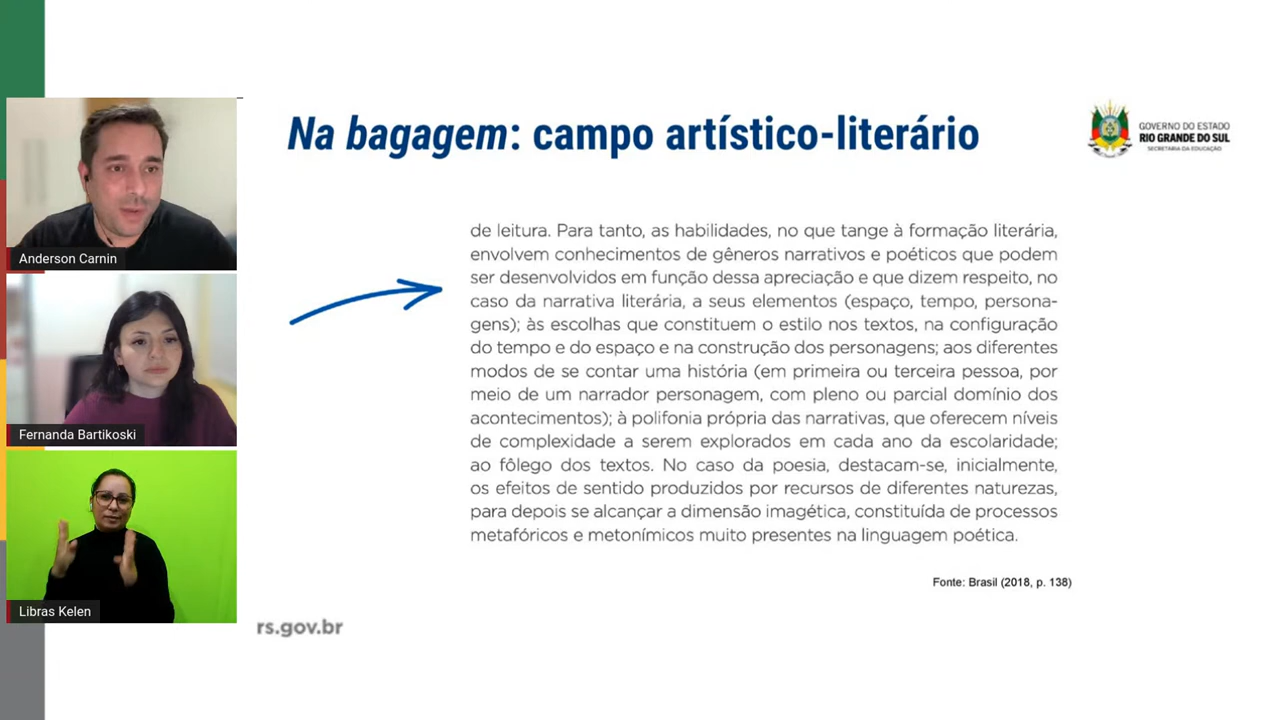 Na bagagem: campo artístico-literário
GOVERNO DO ESTADO
RIO GRANDE DO SUL
SECRETARIA DA EDUCAÇÃO
Anderson Carnin
Fernanda Bartikoski
Libras Kelen
de leitura. Para tanto, as habilidades, no que tange à formação literária,
envolvem conhecimentos de gêneros narrativos e poéticos que podem
ser desenvolvidos em função dessa apreciação e que dizem respeito, no
caso da narrativa literária, a seus elementos (espaço, tempo, persona-
gens); às escolhas que constituem o estilo nos textos, na configuração
do tempo e do espaço e na construção dos personagens; aos diferentes
modos de se contar uma história (em primeira ou terceira pessoa, por
meio de um narrador personagem, com pleno ou parcial domínio dos
acontecimentos); à polifonia própria das narrativas, que oferecem níveis
de complexidade a serem explorados em cada ano da escolaridade;
ao fôlego dos textos. No caso da poesia, destacam-se, inicialmente,
os efeitos de sentido produzidos por recursos de diferentes naturezas,
para depois se alcançar a dimensão imagética, constituída de processos
metafóricos e metonímicos muito presentes na linguagem poética.
Fonte: Brasil (2018, p. 138)
rs.gov.br